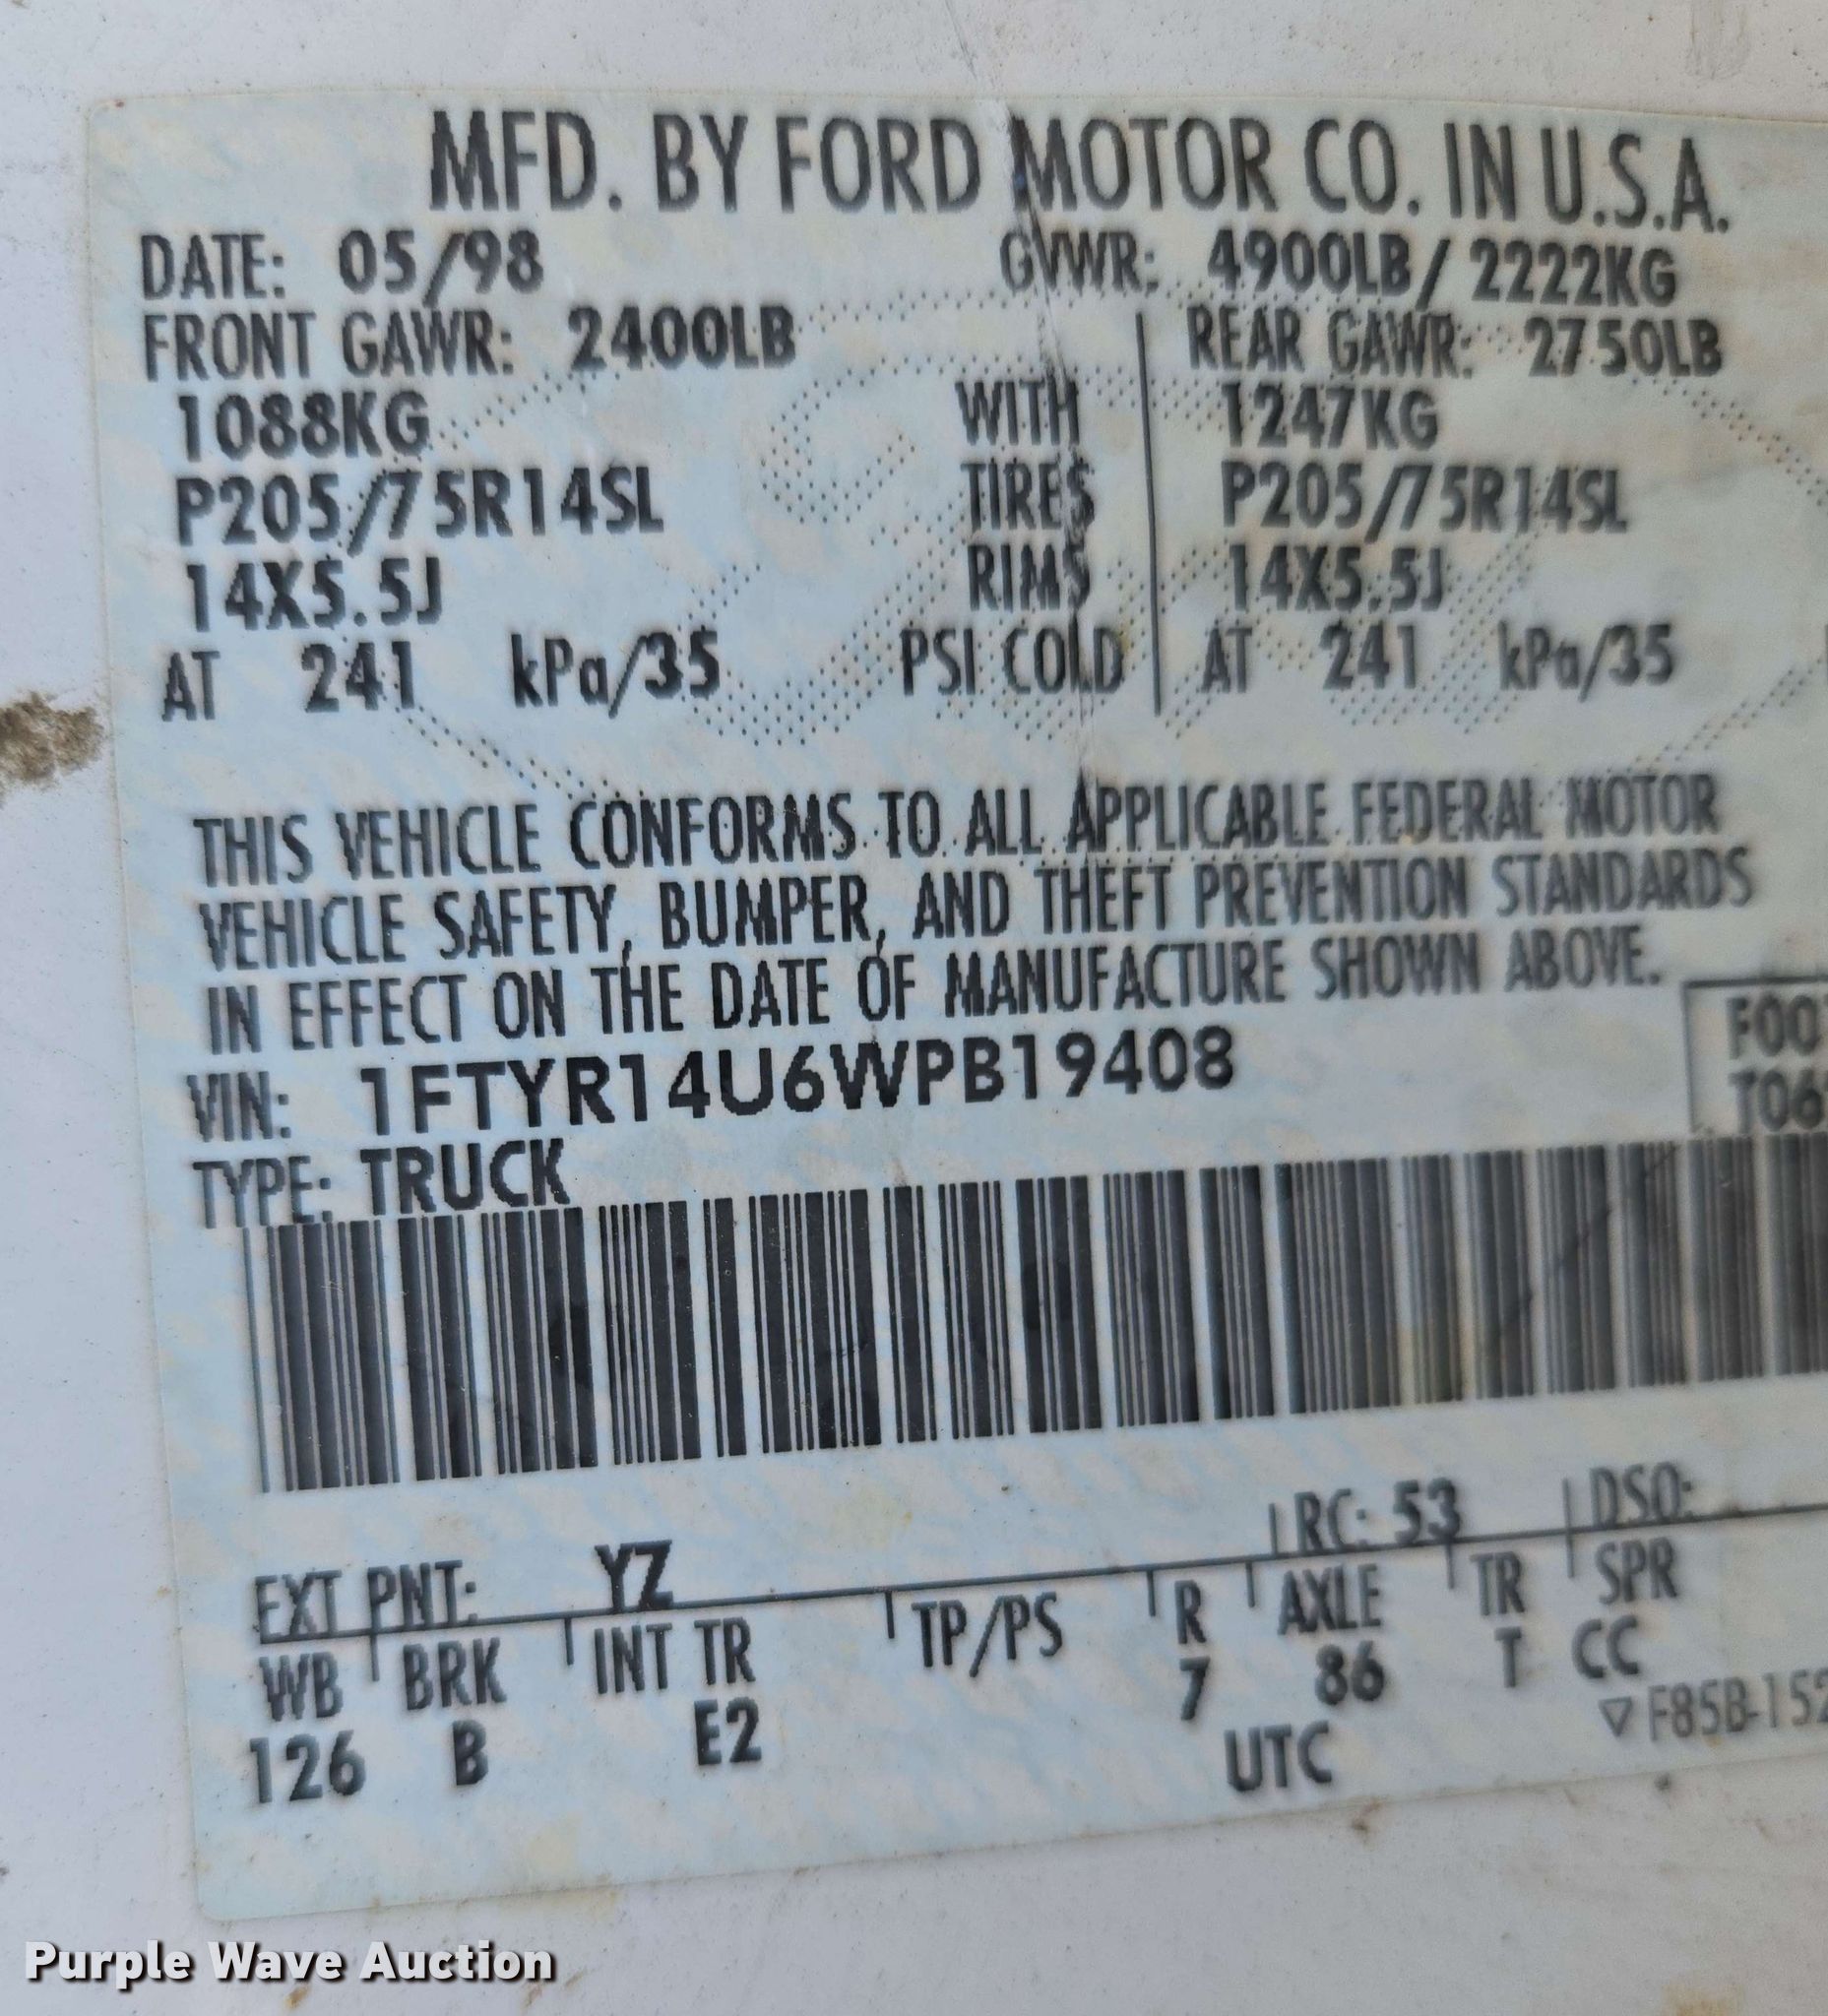 MFD. BY FORD MOTOR CO. IN U.S.A.
DATE: 05/98 GVWR: 4900LB/2222KG
FRONT GAWR: 2400LB REAR GAWR: 2750LB
1088KG WITH 1247KG
P205/75R14SL TIRES P205/75R14SL
14X5.5J RIMS 14X5.5J
AT 241 kPa/35 PSI COLD AT 241 kPa/35
THIS VEHICLE CONFORMS TO ALL APPLICABLE FEDERAL MOTOR
VEHICLE SAFETY, BUMPER, AND THEFT PREVENTION STANDARDS
IN EFFECT ON THE DATE OF MANUFACTURE SHOWN ABOVE.
VIN: 1FTYR14U6WPB19408
TYPE: TRUCK
EXT PNT: YZ RC: 53 DSO:
WB BRK INT TR TP/PS R AXLE TR SPR
126 B E2 7 86 T CC
UTC ▽F85B-152
Purple Wave Auction